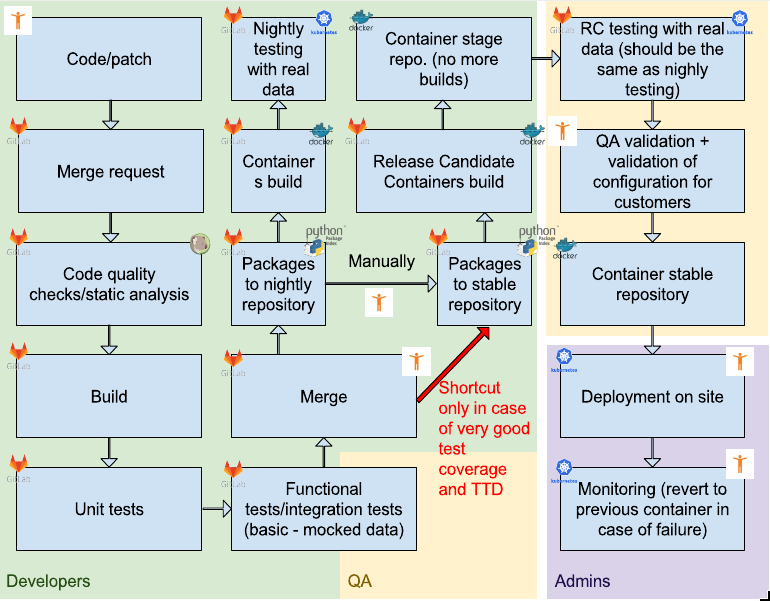 Code/patch
GitLab
Merge request
GitLab
Code quality
checks/static analysis
GitLab
Build
GitLab
Unit tests
GitLab
kubernetes
Nightly
testing
with real
data
GitLab
docker
Container
s build
GitLab
python
Package
Index
Packages
to nightly
repository
GitLab
Merge
GitLab
Functional
tests/integration tests
(basic - mocked data)
Manually
docker
Container stage
repo. (no more
builds)
GitLab
docker
Release Candidate
Containers build
GitLab
python
Package
Index
Packages
to stable
repository
Shortcut
only in case
of very good
test
coverage
and TTD
GitLab
kubernetes
RC testing with real
data (should be the
same as nighly
testing)
QA validation +
validation of
configuration for
customers
docker
Container stable
repository
kubernetes
Deployment on site
kubernetes
Monitoring (revert to
previous container in
case of failure)
Developers
QA
Admins